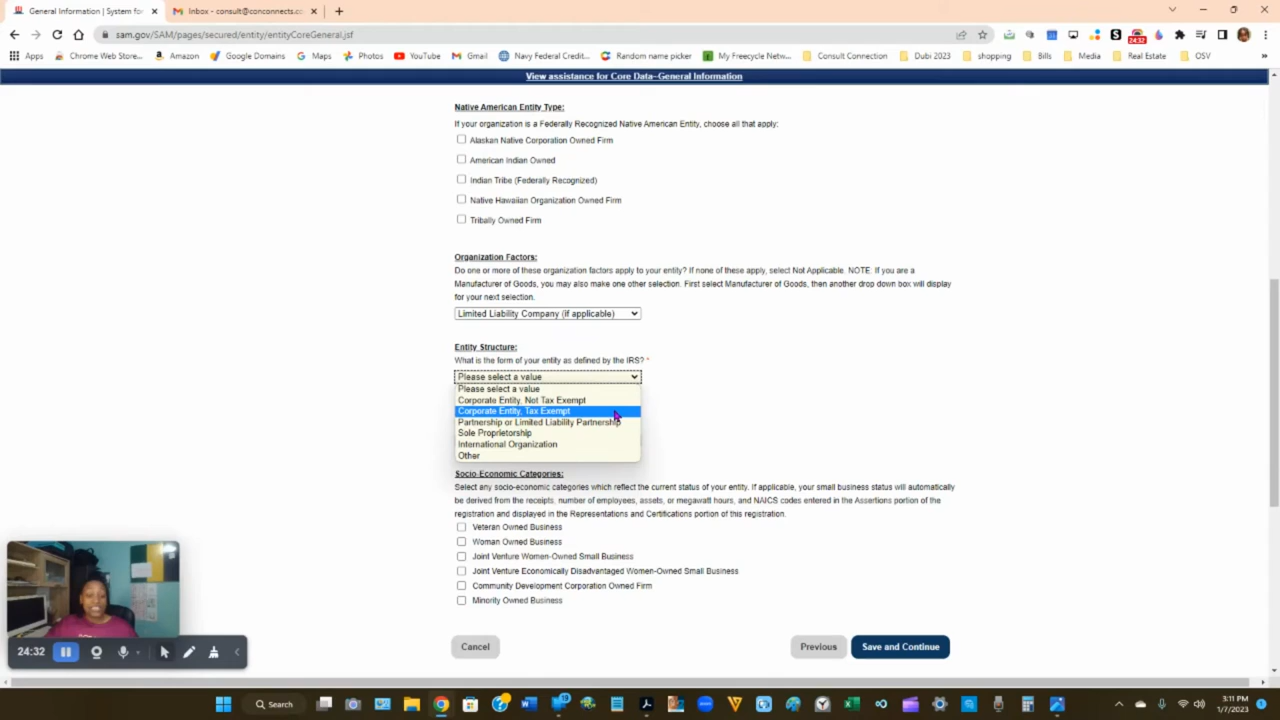 General Information | System for
Inbox - consult@conconnects.co
sam.gov/SAM/pages/secured/entity/entityCoreGeneral.jsf
24:32
Apps
Chrome Web Store...
Amazon
Google Domains
Maps
Photos
YouTube
Gmail
Navy Federal Credit...
Random name picker
My Freecycle Netw...
Consult Connection
Dubi 2023
shopping
Bills
Media
Real Estate
OSV
View assistance for Core Data-General Information
Native American Entity Type:
If your organization is a Federally Recognized Native American Entity, choose all that apply:
Alaskan Native Corporation Owned Firm
American Indian Owned
Indian Tribe (Federally Recognized)
Native Hawaiian Organization Owned Firm
Tribally Owned Firm
Organization Factors:
Do one or more of these organization factors apply to your entity? If none of these apply, select Not Applicable. NOTE: If you are a
Manufacturer of Goods, you may also make one other selection. First select Manufacturer of Goods, then another drop down box will display
for your next selection.
Limited Liability Company (if applicable)
Entity Structure:
What is the form of your entity as defined by the IRS? *
Please select a value
Please select a value
Corporate Entity, Not Tax Exempt
Corporate Entity, Tax Exempt
Partnership or Limited Liability Partnership
Sole Proprietorship
International Organization
Other
Socio-Economic Categories:
Select any socio-economic categories which reflect the current status of your entity. If applicable, your small business status will automatically
be derived from the receipts, number of employees, assets, or megawatt hours, and NAICS codes entered in the Assertions portion of the
registration and displayed in the Representations and Certifications portion of this registration.
Veteran Owned Business
Woman Owned Business
Joint Venture Women-Owned Small Business
Joint Venture Economically Disadvantaged Women-Owned Small Business
Community Development Corporation Owned Firm
Minority Owned Business
24:32
Cancel
Previous
Save and Continue
Search
19
3:11 PM
1/7/2023